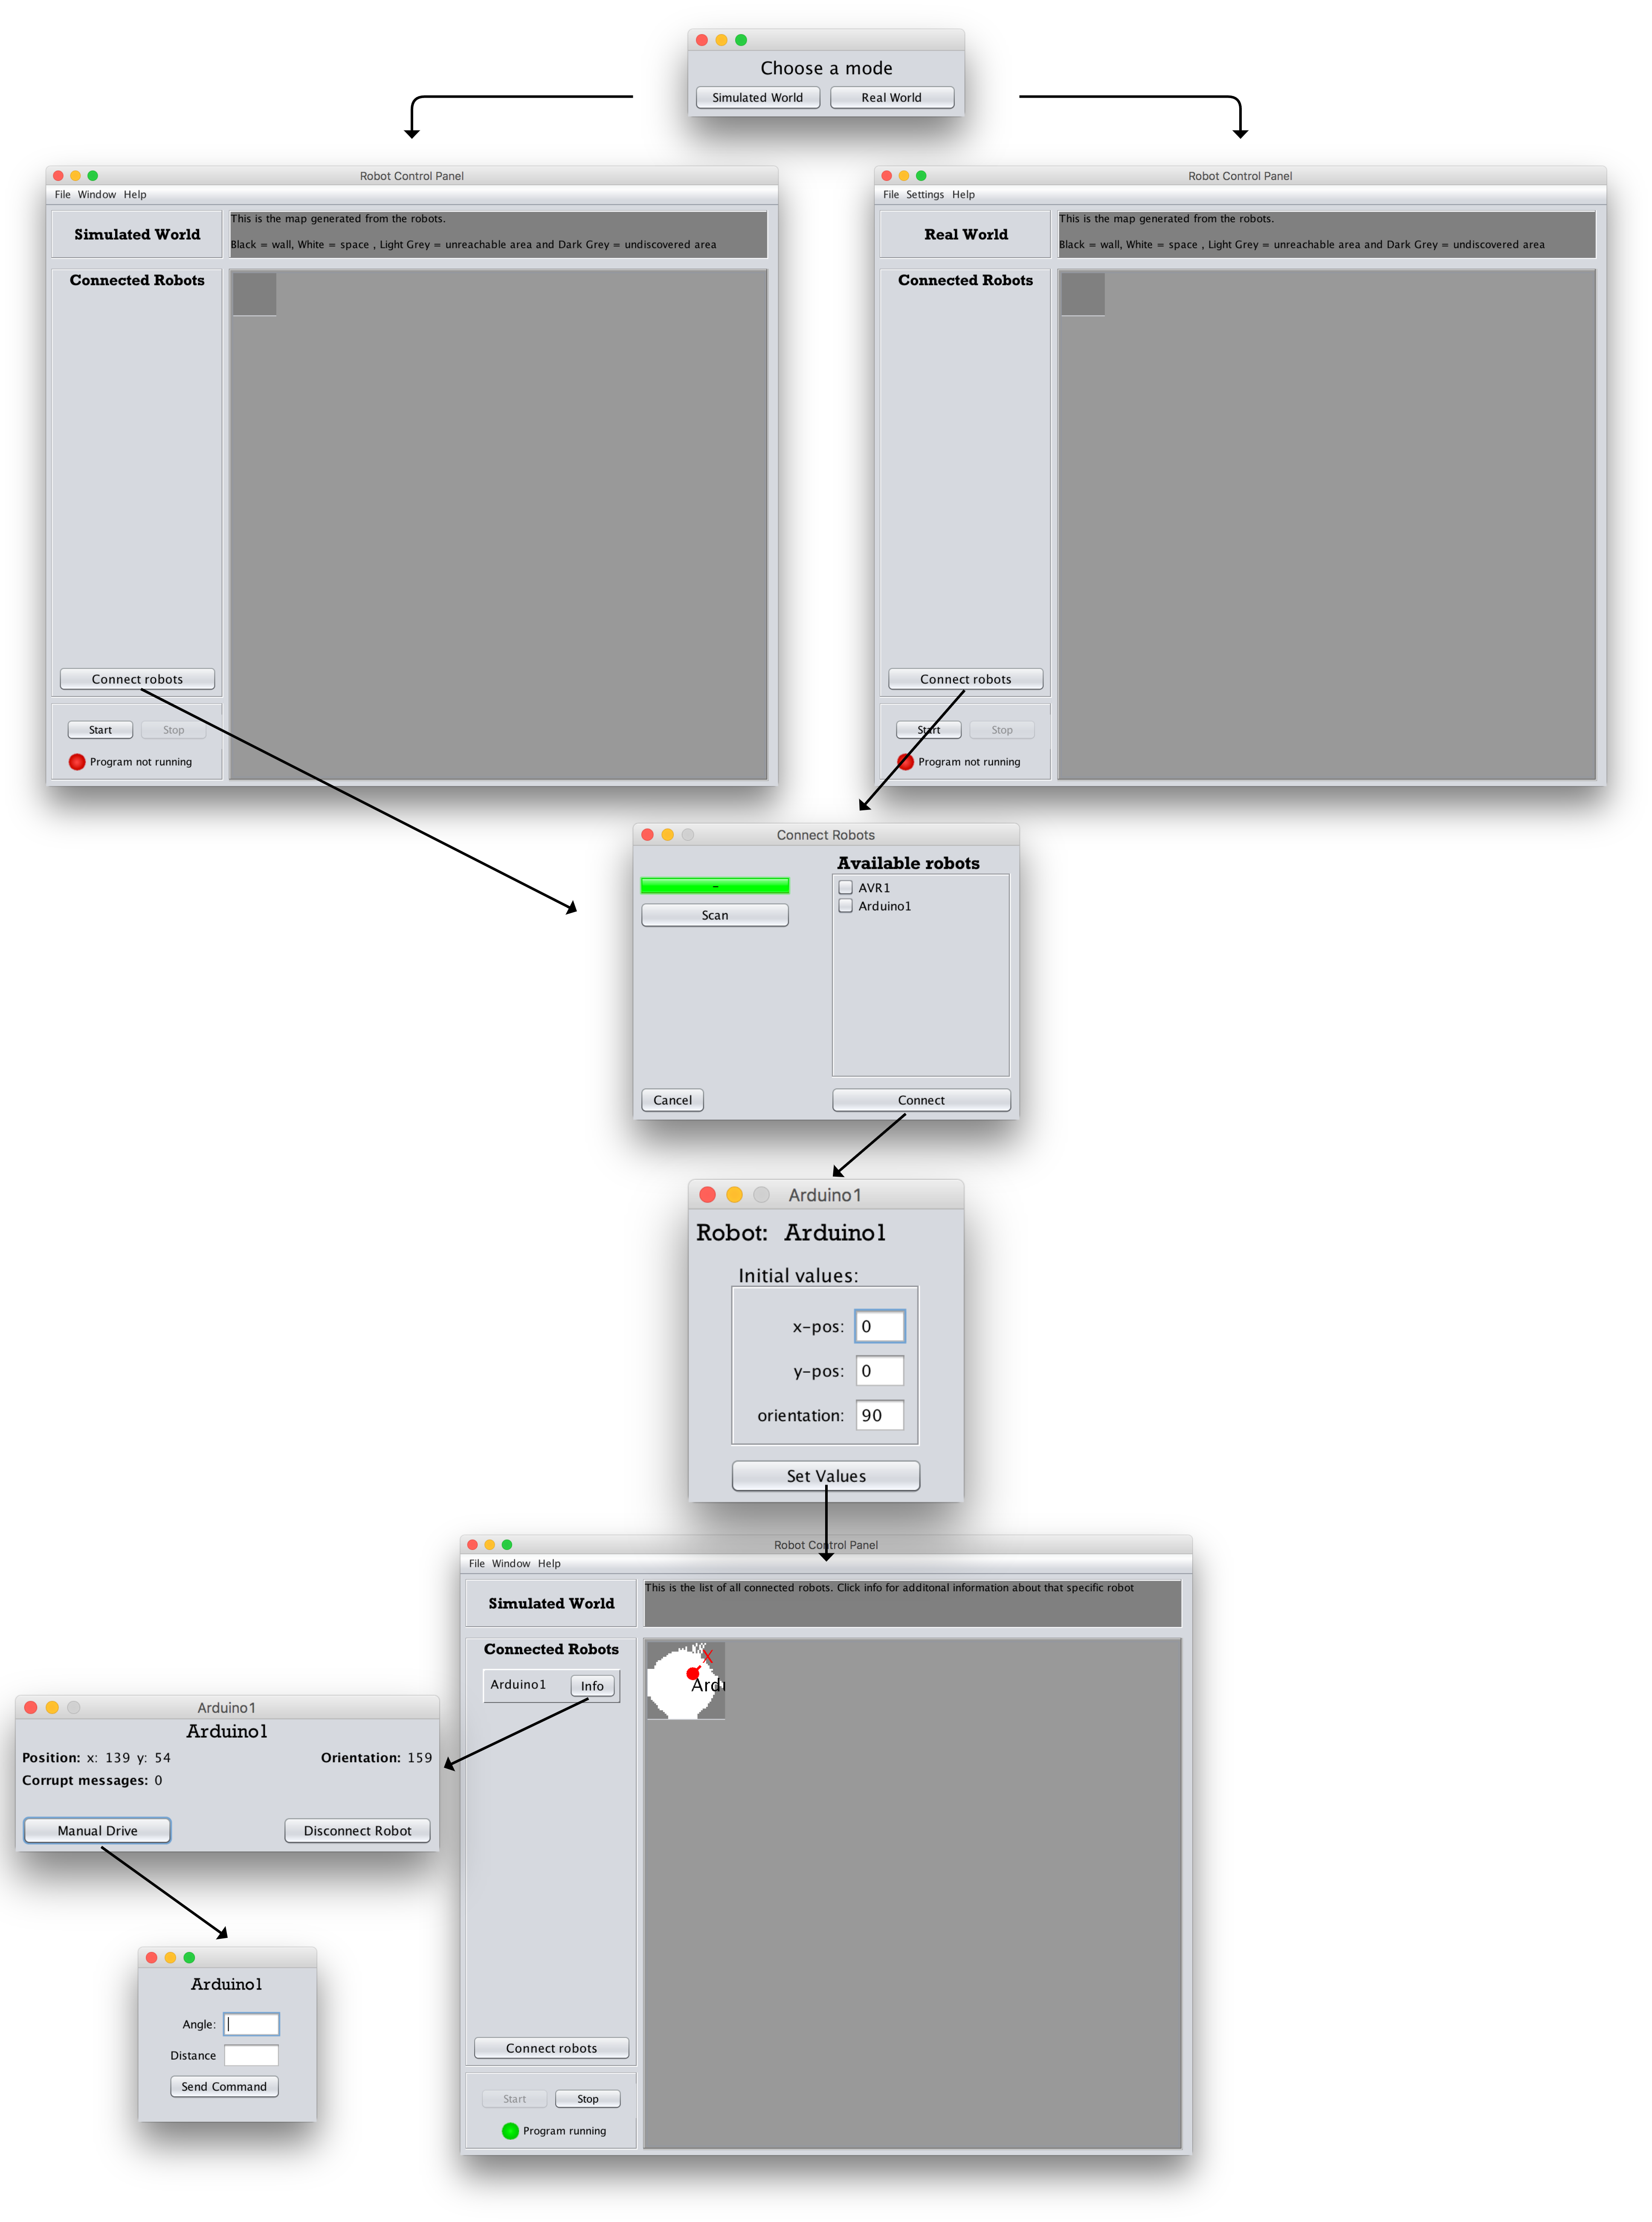 Choose a mode
Simulated World
Real World
Robot Control Panel
File Window Help
Simulated World
This is the map generated from the robots.
Black = wall, White = space , Light Grey = unreachable area and Dark Grey = undiscovered area
Connected Robots
Connect robots
Start
Stop
Program not running
Robot Control Panel
File Settings Help
Real World
This is the map generated from the robots.
Black = wall, White = space , Light Grey = unreachable area and Dark Grey = undiscovered area
Connected Robots
Connect robots
Start
Stop
Program not running
Connect Robots
Available robots
-
AVR1
Scan
Arduino1
Cancel
Connect
Arduino1
Robot: Arduino1
Initial values:
x-pos: 0
y-pos: 0
orientation: 90
Set Values
Robot Control Panel
File Window Help
Simulated World
This is the list of all connected robots. Click info for additonal information about that specific robot
Connected Robots
Arduino1
Info
X
Ardu
Connect robots
Start
Stop
Program running
Arduino1
Arduino1
Position: x: 139 y: 54
Orientation: 159
Corrupt messages: 0
Manual Drive
Disconnect Robot
Arduino1
Angle:
Distance
Send Command